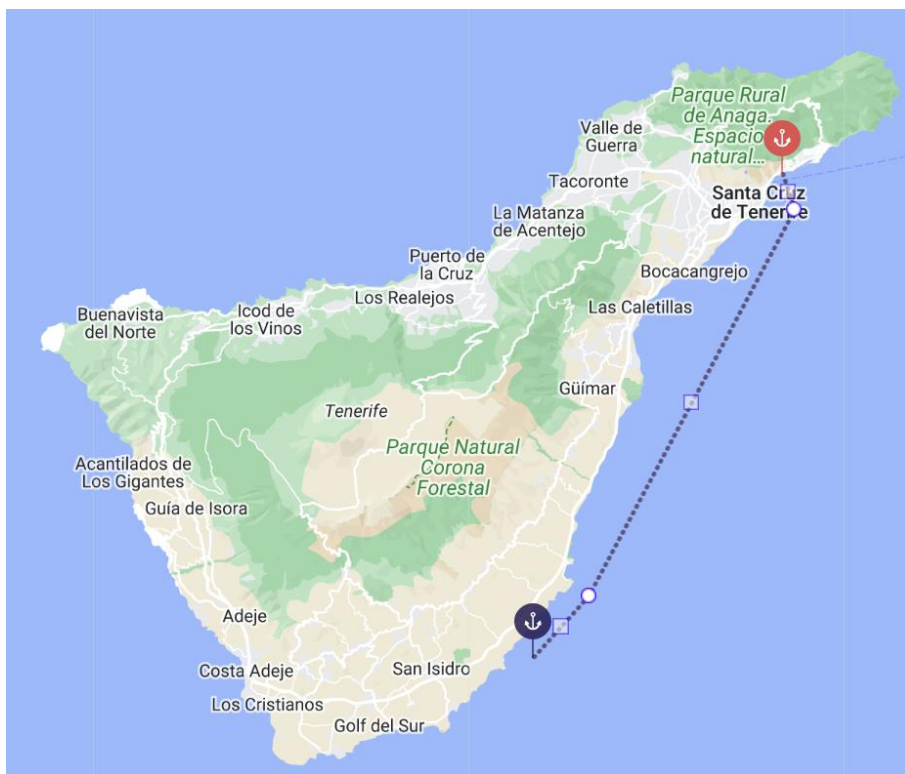 Parque Rural
de Anaga.
Espacio
natural...
Valle de
Guerra
Tacoronte
Santa Cruz
de Tenerife
La Matanza
de Acentejo
Puerto de
la Cruz
Bocacangrejo
Los Realejos
Las Caletillas
Buenavista
del Norte
Icod de
los Vinos
Güímar
Tenerife
Parque Natural
Corona
Forestal
Acantilados de
Los Gigantes
Guía de Isora
Adeje
Costa Adeje
San Isidro
Los Cristianos
Golf del Sur